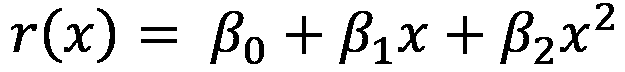 r(x) = β₀ + β₁x + β₂x²